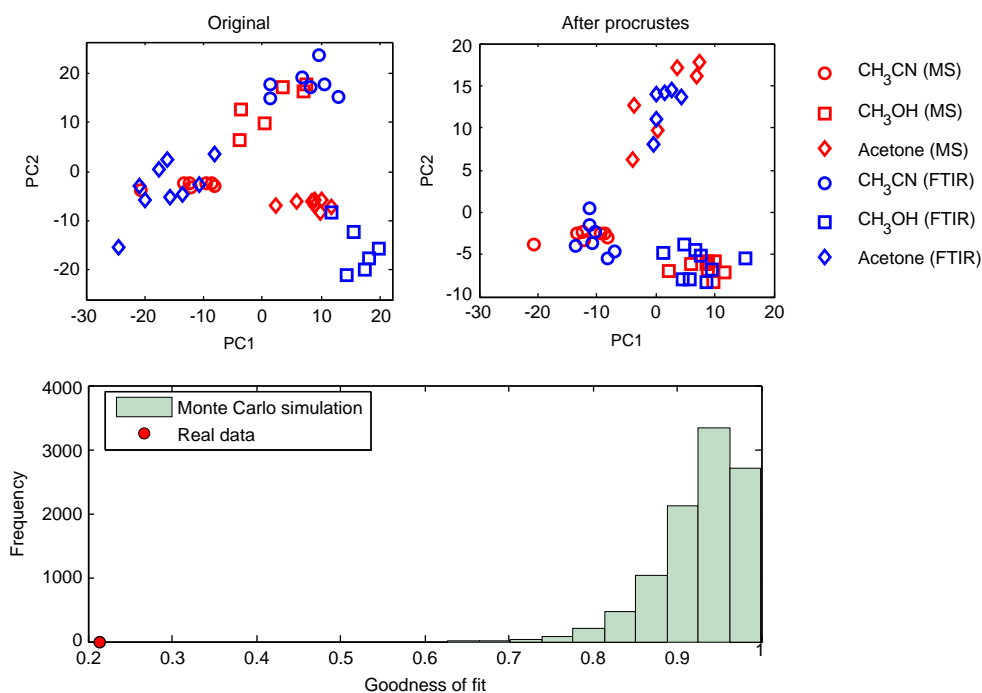 Original
PC2
20
10
0
-10
-20
-30
-20
-10
0
10
20
PC1
After procrustes
PC2
20
15
10
5
0
-5
-10
-30
-20
-10
0
10
20
PC1
CH3CN (MS)
CH3OH (MS)
Acetone (MS)
CH3CN (FTIR)
CH3OH (FTIR)
Acetone (FTIR)
Frequency
4000
3000
2000
1000
0
Monte Carlo simulation
Real data
0.2
0.3
0.4
0.5
0.6
0.7
0.8
0.9
1
Goodness of fit